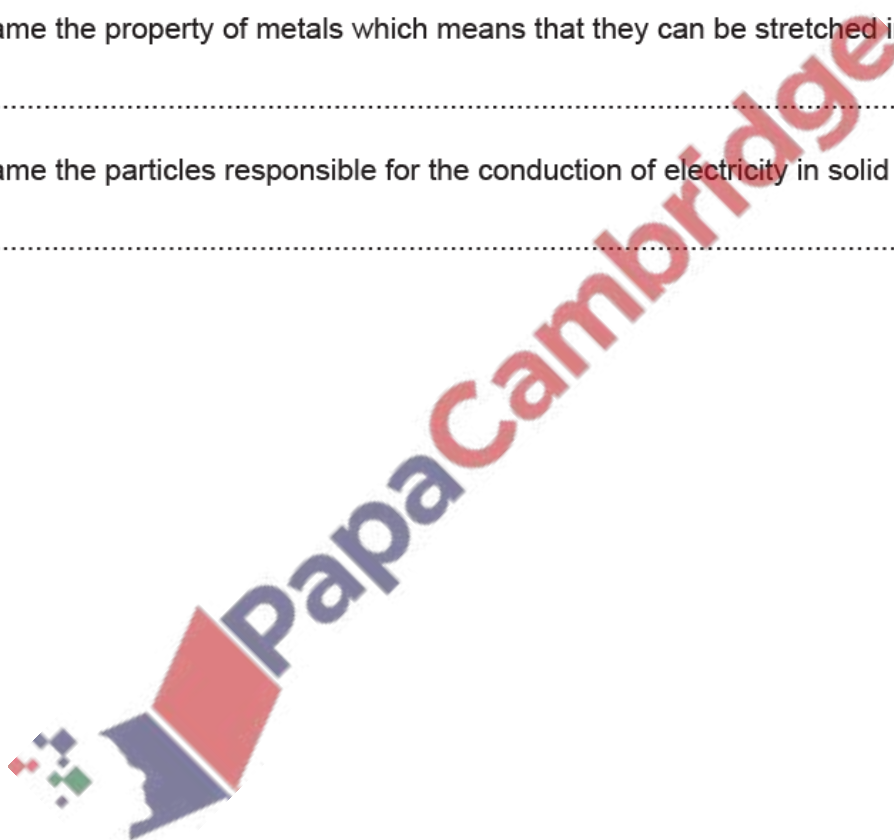 ame the property of metals which means that they can be stretched i
........................................................................................................................
ame the particles responsible for the conduction of electricity in solid
........................................................................................................................
PapaCambridge